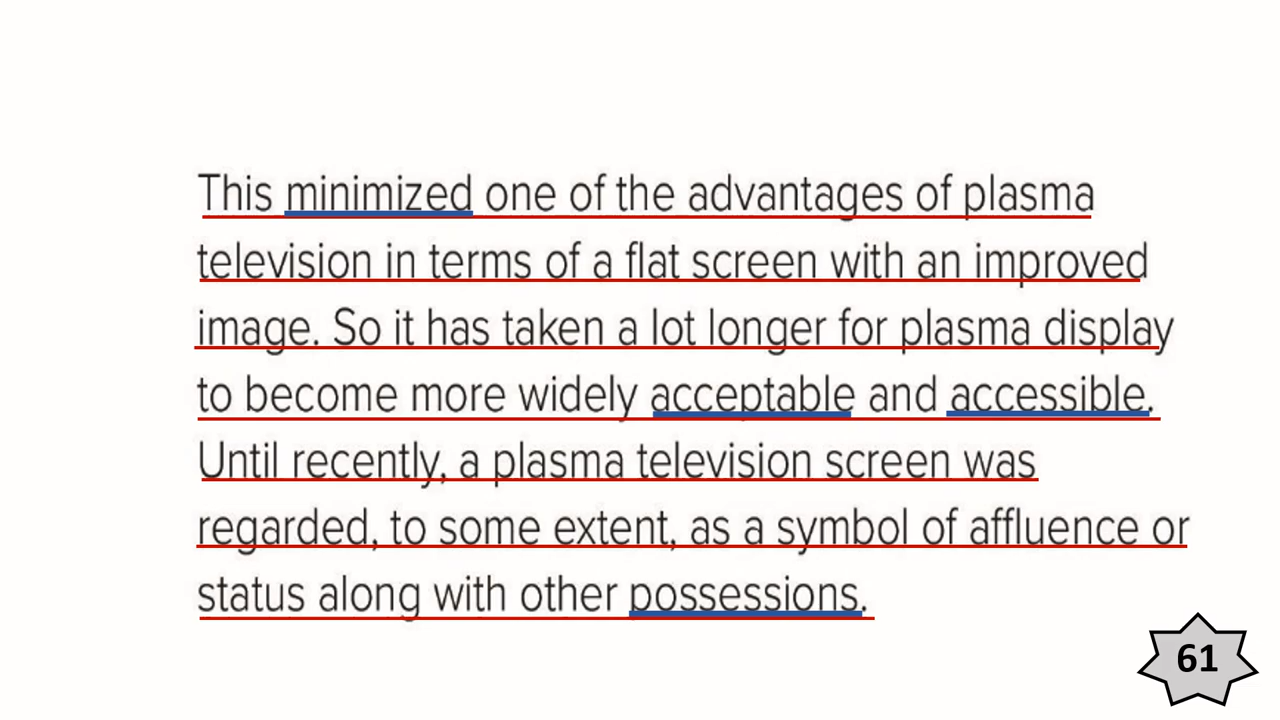 This minimized one of the advantages of plasma
television in terms of a flat screen with an improved
image. So it has taken a lot longer for plasma display
to become more widely acceptable and accessible.
Until recently, a plasma television screen was
regarded, to some extent, as a symbol of affluence or
status along with other possessions.
61